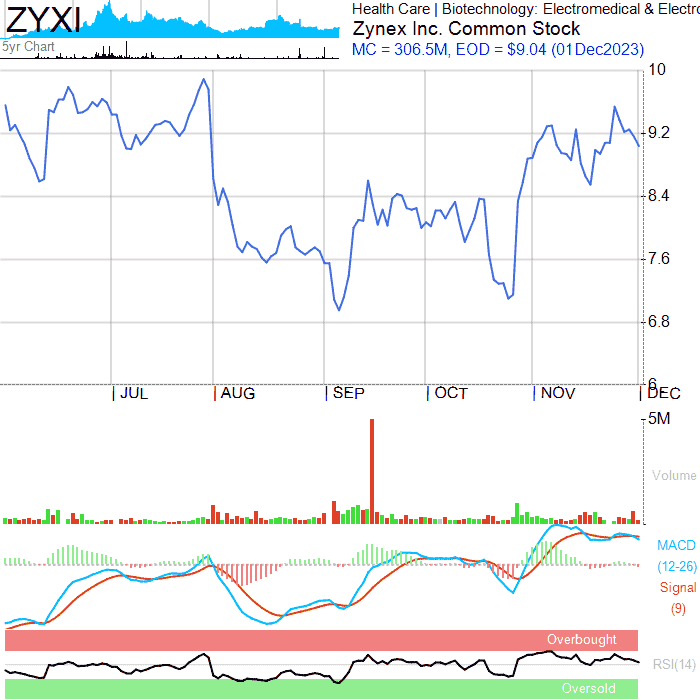 ZYXI
Health Care | Biotechnology: Electromedical & Electro
Zynex Inc. Common Stock
5yr Chart
MC = 306.5M, EOD = $9.04 (01Dec2023)
10
9.2
8.4
7.6
6.8
6
| JUL | AUG | SEP | OCT | NOV | DEC
5M
Volume
MACD
(12-26)
Signal
(9)
Overbought
RSI(14)
Oversold